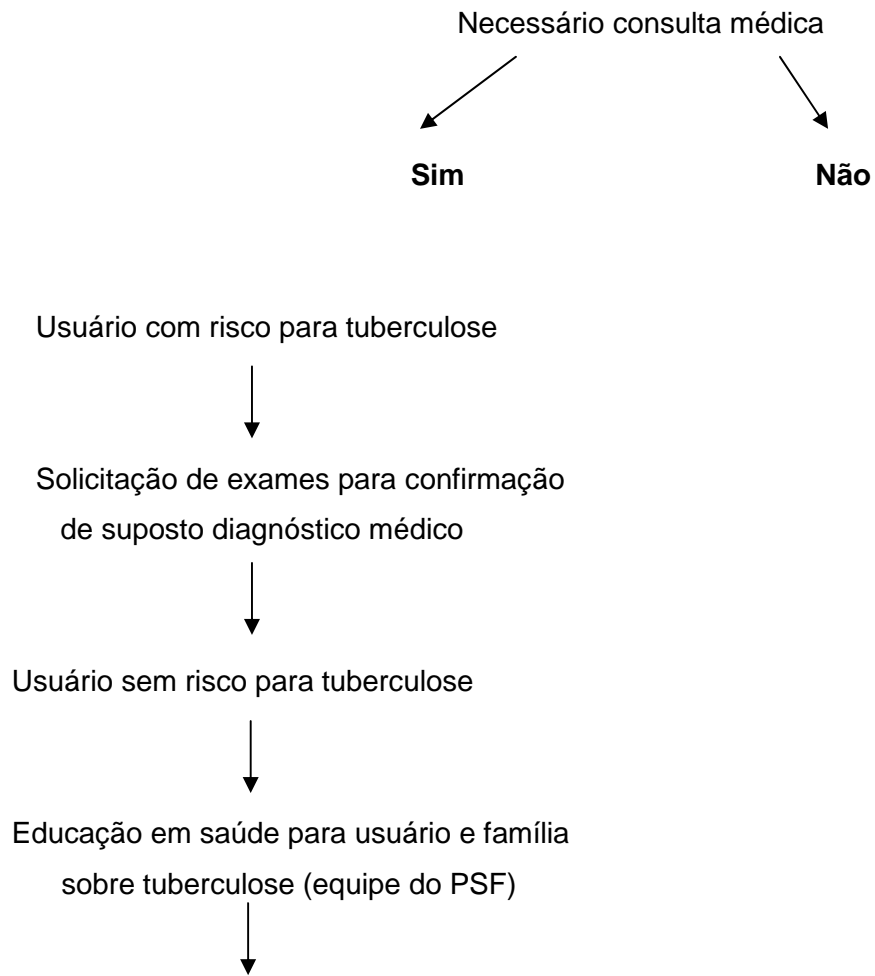 Necessário consulta médica
Sim Não
Usuário com risco para tuberculose
Solicitação de exames para confirmação
de suposto diagnóstico médico
Usuário sem risco para tuberculose
Educação em saúde para usuário e família
sobre tuberculose (equipe do PSF)